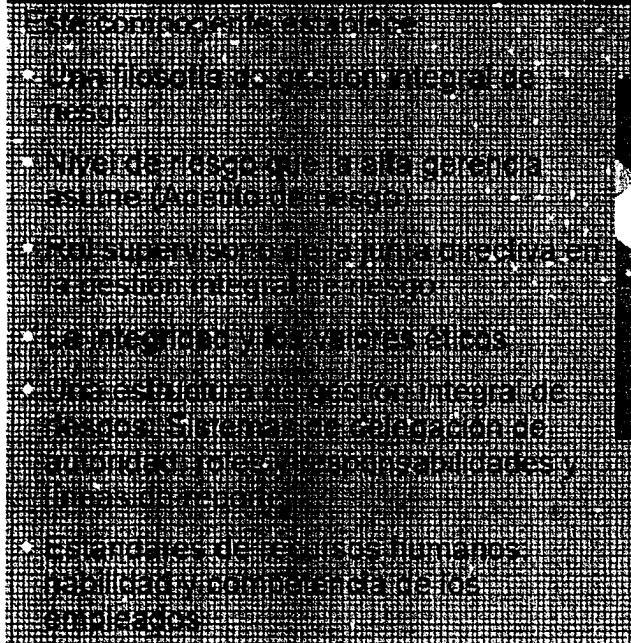 Este componente establece:
• Una filosofía de gestión integral de
riesgo
• Nivel de riesgo que la alta gerencia
asume (Apetito de riesgo)
• Rol supervisorio de la junta directiva en
la gestión integral de riesgo
• La integridad y los valores éticos
• Una estructura de gestión integral de
riesgos: Sistemas de delegación de
autoridad, roles y responsabilidades y
líneas de reporte
• Estándares de recursos humanos:
habilidad y competencia de los
empleados